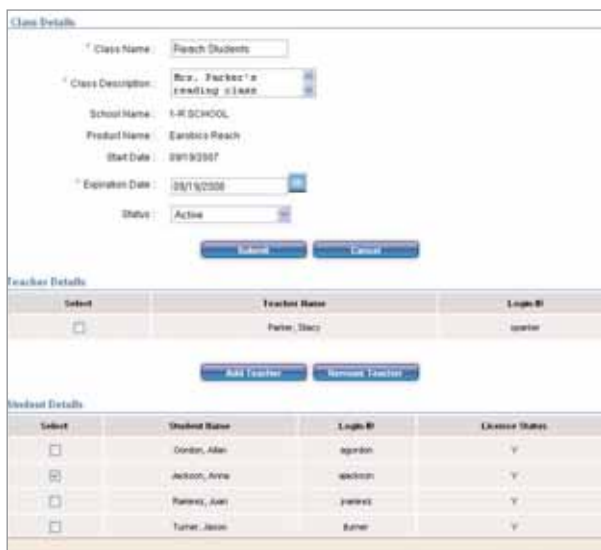 Class Details
* Class Name : Reach Students
* Class Description : Mrs. Parker's
reading class
School Name : 1-R SCHOOL
Product Name : Earobics Reach
Start Date : 09/19/2007
* Expiration Date : 09/19/2008
Status : Active
Submit Cancel
Teacher Details
Select Teacher Name Login ID
Parker, Stacy sparker
Add Teacher Remove Teacher
Student Details
Select Student Name Login ID License Status
Gordon, Allan agordon Y
Jackson, Anna ajackson Y
Ramirez, Juan jramirez Y
Turner, Jason jturner Y